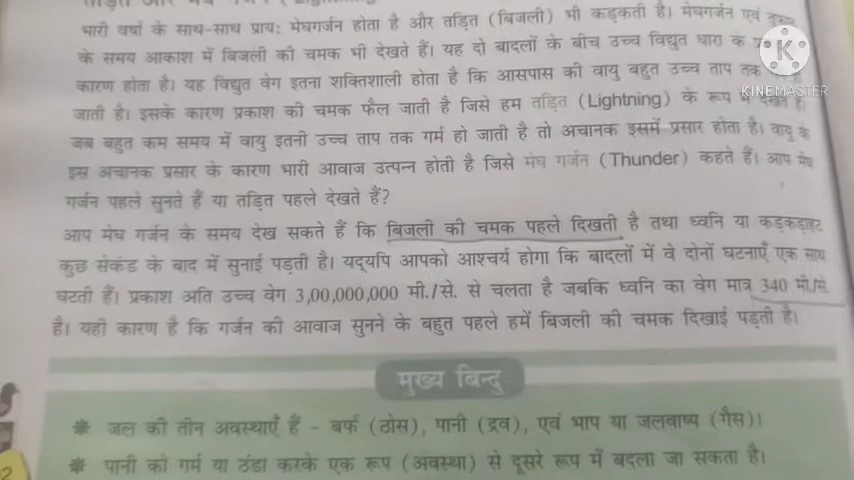 भारी वर्षा के साथ-साथ प्रायः मेघगर्जन होता है और तड़ित (बिजली) भी कड़कती है। मेघगर्जन एवं
के समय आकाश में बिजली की चमक भी देखते हैं। यह दो बादलों के बीच उच्च विद्युत धारा के
कारण होता है। यह विद्युत वेग इतना शक्तिशाली होता है कि आसपास की वायु बहुत उच्च ताप तक
जाती है। इसके कारण प्रकाश की चमक फैल जाती है जिसे हम तड़ित (Lightning) के रूप में देखते हैं।
जब बहुत कम समय में वायु इतनी उच्च ताप तक गर्म हो जाती है तो अचानक इसमें प्रसार होता है। वायु के
इस अचानक प्रसार के कारण भारी आवाज उत्पन्न होती है जिसे मेघ गर्जन (Thunder) कहते हैं। आप मेघ
गर्जन पहले सुनते हैं या तड़ित पहले देखते हैं?
आप मेघ गर्जन के समय देख सकते हैं कि बिजली की चमक पहले दिखती है तथा ध्वनि या कड़कड़ाहट
कुछ सेकंड के बाद में सुनाई पड़ती है। यद्यपि आपको आश्चर्य होगा कि बादलों में वे दोनों घटनाएँ एक साथ
घटती हैं। प्रकाश अति उच्च वेग 3,00,000,000 मी./से. से चलता है जबकि ध्वनि का वेग मात्र 340 मी./से.
है। यही कारण है कि गर्जन की आवाज सुनने के बहुत पहले हमें बिजली की चमक दिखाई पड़ती है।
मुख्य बिन्दु
* जल की तीन अवस्थाएँ हैं - बर्फ (ठोस), पानी (द्रव), एवं भाप या जलवाष्प (गैस)।
* पानी को गर्म या ठंडा करके एक रूप (अवस्था) से दूसरे रूप में बदला जा सकता है।
K
KINEMASTER